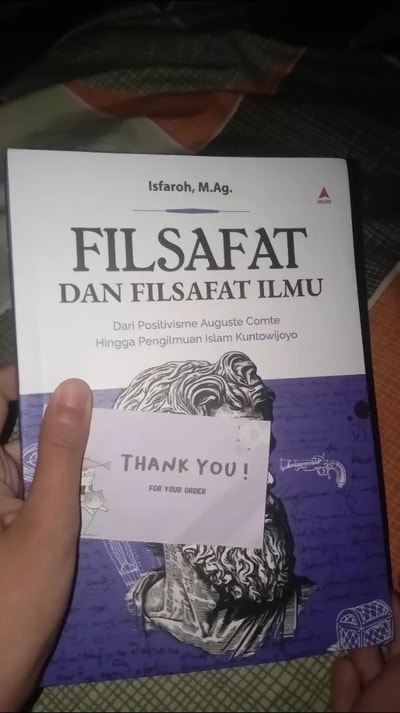 Isfaroh, M.Ag.
FILSAFAT
DAN FILSAFAT ILMU
Dari Positivisme Auguste Comte
Hingga Pengilmuan Islam Kuntowijoyo
THANK YOU !
FOR YOUR ORDER